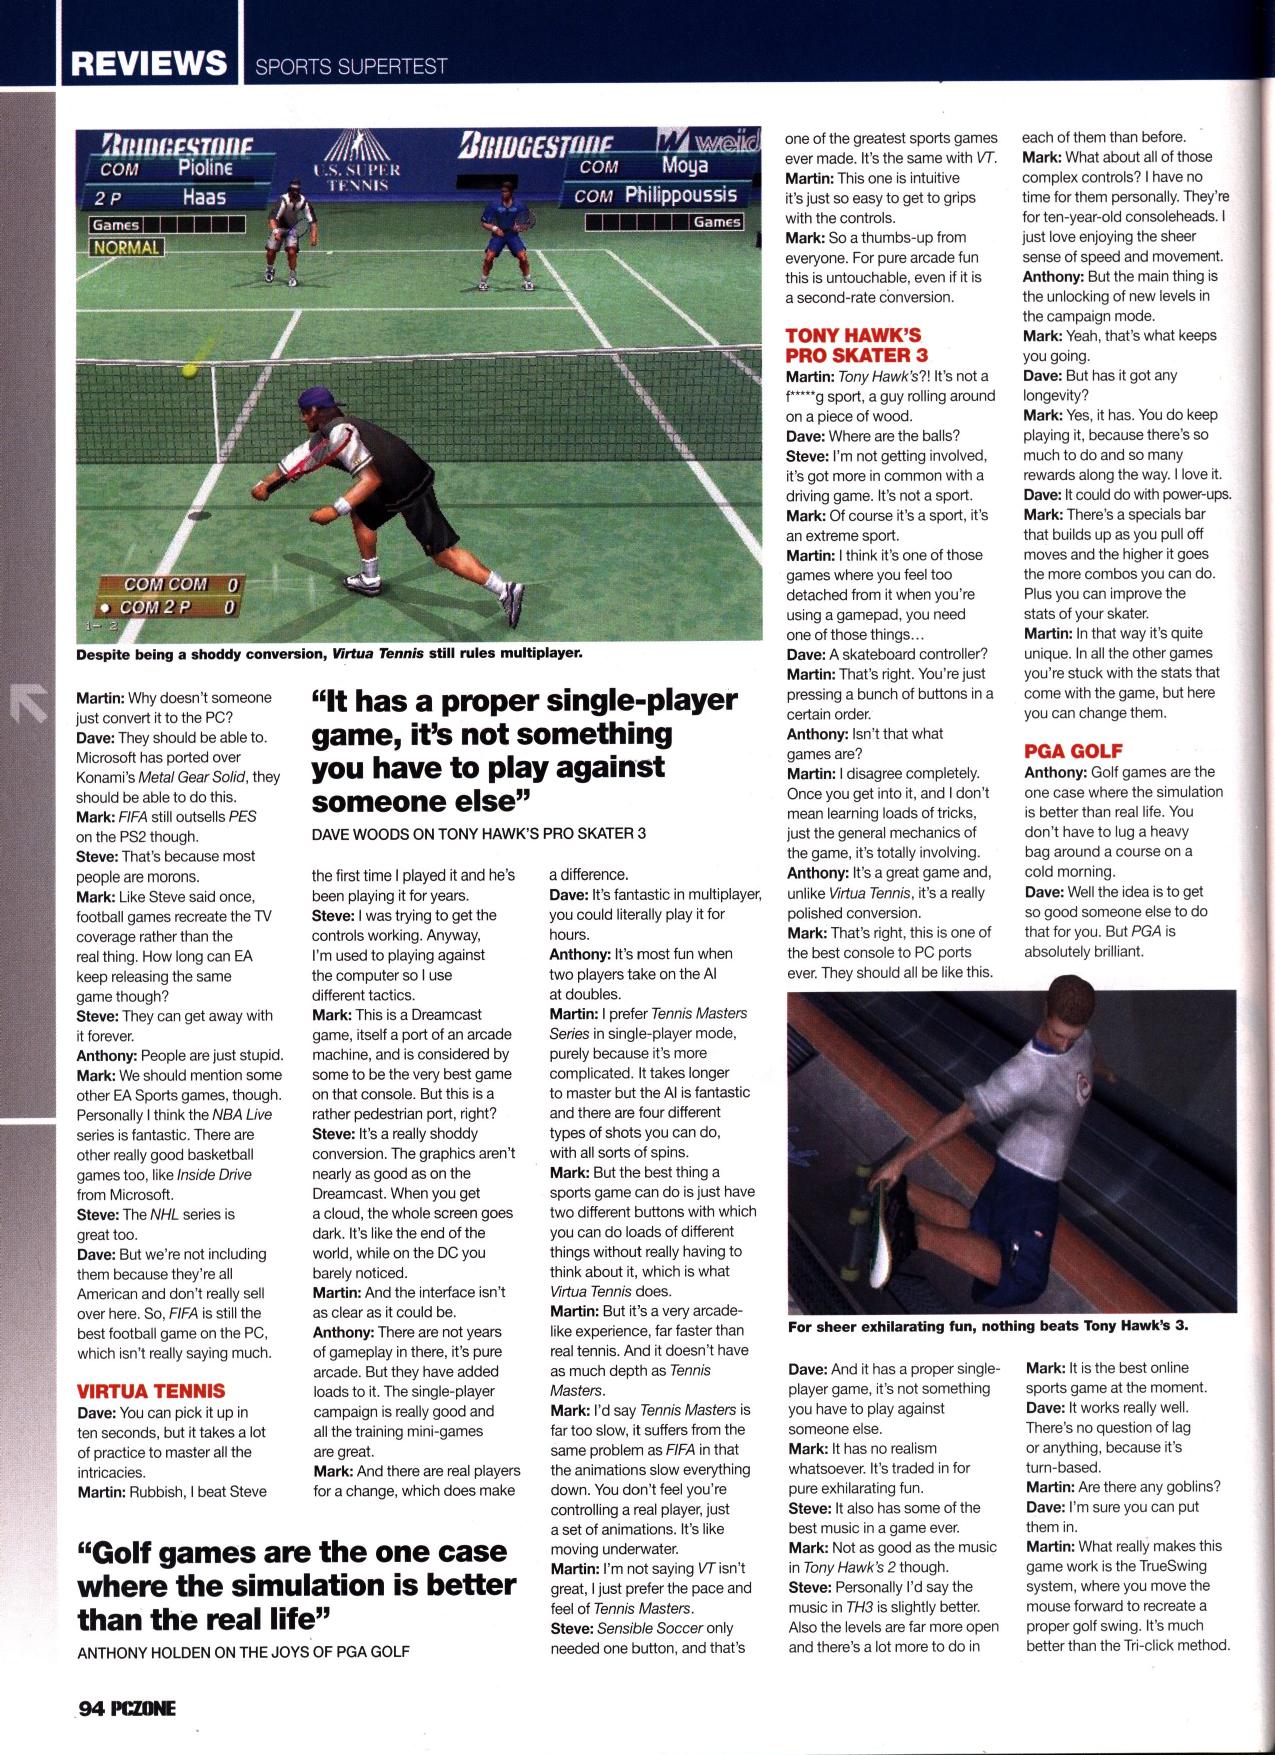 REVIEWS
SPORTS SUPERTEST
BRIDGESTONE
U.S. SUPER
TENNIS
BRIDGESTONE
COM Pioline
2 P Haas
Games
NORMAL
COM Moya
COM Philippoussis
Games
COM COM 0
COM 2 P 0
1- 2
Despite being a shoddy conversion, Virtua Tennis still rules multiplayer.
Martin: Why doesn't someone
just convert it to the PC?
Dave: They should be able to.
Microsoft has ported over
Konami's Metal Gear Solid, they
should be able to do this.
Mark: FIFA still outsells PES
on the PS2 though.
Steve: That's because most
people are morons.
Mark: Like Steve said once,
football games recreate the TV
coverage rather than the
real thing. How long can EA
keep releasing the same
game though?
Steve: They can get away with
it forever.
Anthony: People are just stupid.
Mark: We should mention some
other EA Sports games, though.
Personally I think the NBA Live
series is fantastic. There are
other really good basketball
games too, like Inside Drive
from Microsoft.
Steve: The NHL series is
great too.
Dave: But we're not including
them because they're all
American and don't really sell
over here. So, FIFA is still the
best football game on the PC,
which isn't really saying much.
VIRTUA TENNIS
Dave: You can pick it up in
ten seconds, but it takes a lot
of practice to master all the
intricacies.
Martin: Rubbish, I beat Steve
"It has a proper single-player
game, it's not something
you have to play against
someone else"
DAVE WOODS ON TONY HAWK'S PRO SKATER 3
the first time I played it and he's
been playing it for years.
Steve: I was trying to get the
controls working. Anyway,
I'm used to playing against
the computer so I use
different tactics.
Mark: This is a Dreamcast
game, itself a port of an arcade
machine, and is considered by
some to be the very best game
on that console. But this is a
rather pedestrian port, right?
Steve: It's a really shoddy
conversion. The graphics aren't
nearly as good as on the
Dreamcast. When you get
a cloud, the whole screen goes
dark. It's like the end of the
world, while on the DC you
barely noticed.
Martin: And the interface isn't
as clear as it could be.
Anthony: There are not years
of gameplay in there, it's pure
arcade. But they have added
loads to it. The single-player
campaign is really good and
all the training mini-games
are great.
Mark: And there are real players
for a change, which does make
a difference.
Dave: It's fantastic in multiplayer,
you could literally play it for
hours.
Anthony: It's most fun when
two players take on the AI
at doubles.
Martin: I prefer Tennis Masters
Series in single-player mode,
purely because it's more
complicated. It takes longer
to master but the AI is fantastic
and there are four different
types of shots you can do,
with all sorts of spins.
Mark: But the best thing a
sports game can do is just have
two different buttons with which
you can do loads of different
things without really having to
think about it, which is what
Virtua Tennis does.
Martin: But it's a very arcade-
like experience, far faster than
real tennis. And it doesn't have
as much depth as Tennis
Masters.
Mark: I'd say Tennis Masters is
far too slow, it suffers from the
same problem as FIFA in that
the animations slow everything
down. You don't feel you're
controlling a real player, just
a set of animations. It's like
moving underwater.
Martin: I'm not saying VT isn't
great, I just prefer the pace and
feel of Tennis Masters.
Steve: Sensible Soccer only
needed one button, and that's
"Golf games are the one case
where the simulation is better
than the real life"
ANTHONY HOLDEN ON THE JOYS OF PGA GOLF
one of the greatest sports games
ever made. It's the same with VT.
Martin: This one is intuitive
it's just so easy to get to grips
with the controls.
Mark: So a thumbs-up from
everyone. For pure arcade fun
this is untouchable, even if it is
a second-rate conversion.
TONY HAWK'S
PRO SKATER 3
Martin: Tony Hawk's?! It's not a
f*****g sport, a guy rolling around
on a piece of wood.
Dave: Where are the balls?
Steve: I'm not getting involved,
it's got more in common with a
driving game. It's not a sport.
Mark: Of course it's a sport, it's
an extreme sport.
Martin: I think it's one of those
games where you feel too
detached from it when you're
using a gamepad, you need
one of those things...
Dave: A skateboard controller?
Martin: That's right. You're just
pressing a bunch of buttons in a
certain order.
Anthony: Isn't that what
games are?
Martin: I disagree completely.
Once you get into it, and I don't
mean learning loads of tricks,
just the general mechanics of
the game, it's totally involving.
Anthony: It's a great game and,
unlike Virtua Tennis, it's a really
polished conversion.
Mark: That's right, this is one of
the best console to PC ports
ever. They should all be like this.
For sheer exhilarating fun, nothing beats Tony Hawk's 3.
Dave: And it has a proper single-
player game, it's not something
you have to play against
someone else.
Mark: It has no realism
whatsoever. It's traded in for
pure exhilarating fun.
Steve: It also has some of the
best music in a game ever.
Mark: Not as good as the music
in Tony Hawk's 2 though.
Steve: Personally I'd say the
music in TH3 is slightly better.
Also the levels are far more open
and there's a lot more to do in
each of them than before.
Mark: What about all of those
complex controls? I have no
time for them personally. They're
for ten-year-old consoleheads. I
just love enjoying the sheer
sense of speed and movement.
Anthony: But the main thing is
the unlocking of new levels in
the campaign mode.
Mark: Yeah, that's what keeps
you going.
Dave: But has it got any
longevity?
Mark: Yes, it has. You do keep
playing it, because there's so
much to do and so many
rewards along the way. I love it.
Dave: It could do with power-ups.
Mark: There's a specials bar
that builds up as you pull off
moves and the higher it goes
the more combos you can do.
Plus you can improve the
stats of your skater.
Martin: In that way it's quite
unique. In all the other games
you're stuck with the stats that
come with the game, but here
you can change them.
PGA GOLF
Anthony: Golf games are the
one case where the simulation
is better than real life. You
don't have to lug a heavy
bag around a course on a
cold morning.
Dave: Well the idea is to get
so good someone else to do
that for you. But PGA is
absolutely brilliant.
Mark: It is the best online
sports game at the moment.
Dave: It works really well.
There's no question of lag
or anything, because it's
turn-based.
Martin: Are there any goblins?
Dave: I'm sure you can put
them in.
Martin: What really makes this
game work is the TrueSwing
system, where you move the
mouse forward to recreate a
proper golf swing. It's much
better than the Tri-click method.
94 PCZONE